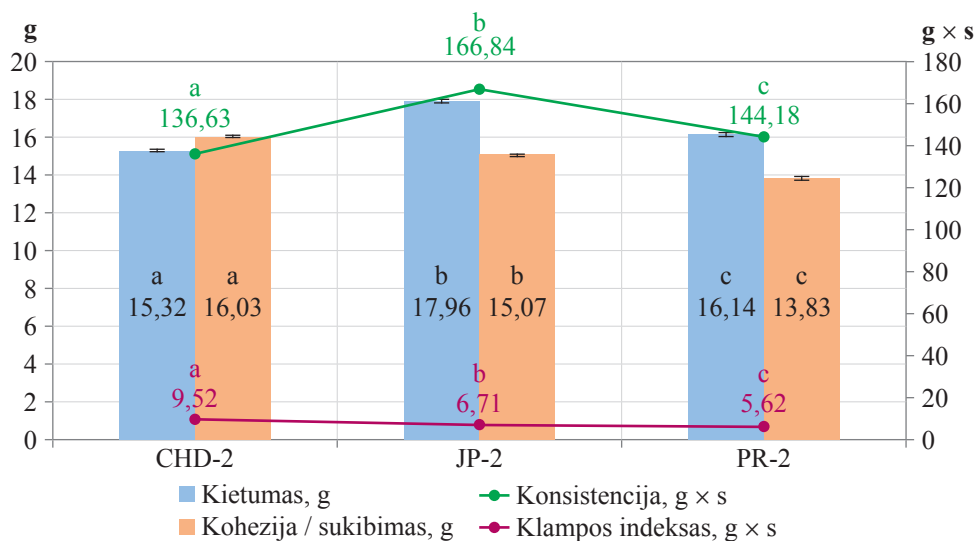 g
g × s
20
18
16
14
12
10
8
6
4
2
0
180
160
140
120
100
80
60
40
20
0
a
136,63
b
166,84
c
144,18
a
15,32
a
16,03
b
17,96
b
15,07
c
16,14
c
13,83
a
9,52
b
6,71
c
5,62
CHD-2
JP-2
PR-2
Kietumas, g
Konsistencija, g × s
Kohezija / sukibimas, g
Klampos indeksas, g × s